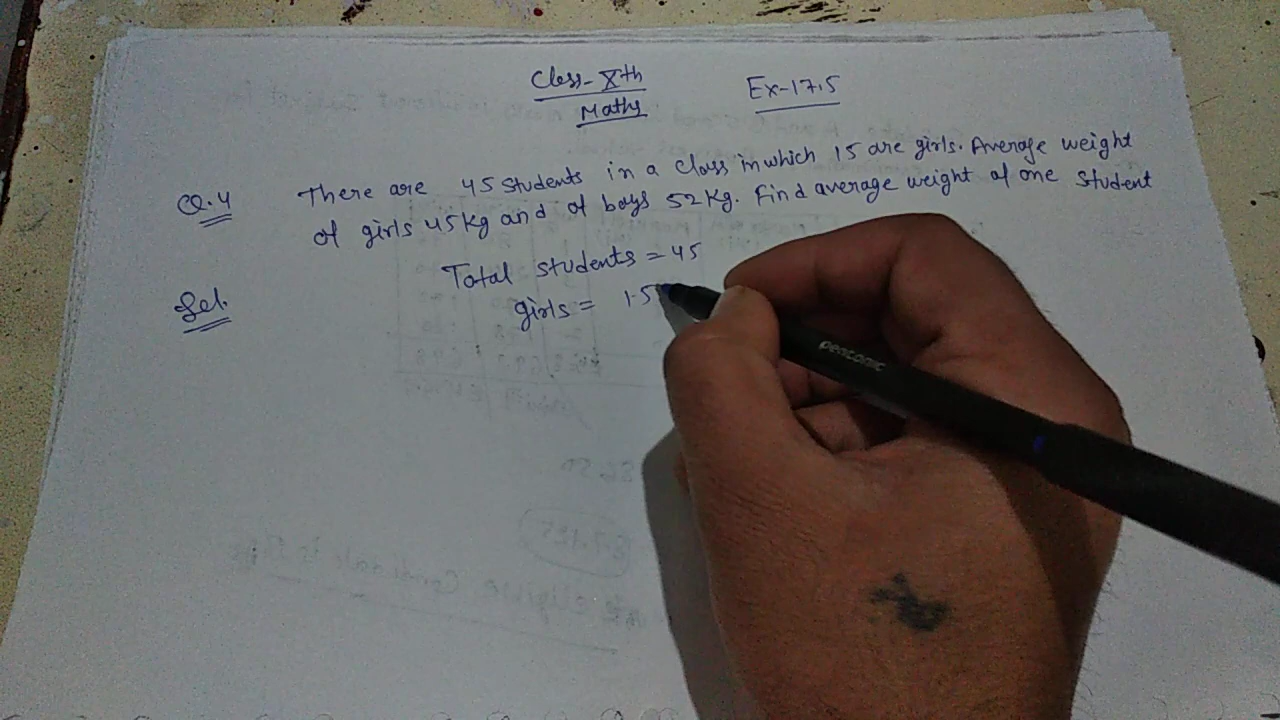 Class-Xth
Maths
Ex-17.5
Q.4 There are 45 students in a class in which 15 are girls. Average weight
of girls 45 kg and of boys 52 kg. Find average weight of one student
Sol. Total students = 45
girls = 15
pentonic